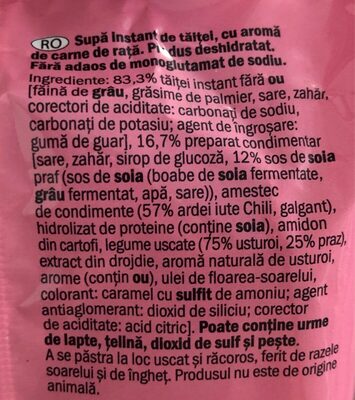 RO Supă Instant de tăiței, cu aromă
de carne de rață. Produs deshidratat.
Fără adaos de monoglutamat de sodiu.
Ingrediente: 83,3% tăiței instant fără ou
[făină de grâu, grăsime de palmier, sare, zahăr,
corectori de aciditate: carbonați de sodiu,
carbonați de potasiu; agent de îngroșare:
gumă de guar], 16,7% preparat condimentar
[sare, zahăr, sirop de glucoză, 12% sos de soia
praf (sos de soia (boabe de soia fermentate,
grâu fermentat, apă, sare)), amestec
de condimente (57% ardei iute Chili, galgant),
hidrolizat de proteine (conține soia), amidon
din cartofi, legume uscate (75% usturoi, 25% praz),
extract din drojdie, aromă naturală de usturoi,
arome (conțin ou), ulei de floarea-soarelui,
colorant: caramel cu sulfit de amoniu; agent
antiaglomerant: dioxid de siliciu; corector
de aciditate: acid citric]. Poate conține urme
de lapte, țelină, dioxid de sulf și pește.
A se păstra la loc uscat și răcoros, ferit de razele
soarelui și de îngheț. Produsul nu este de origine
animală.